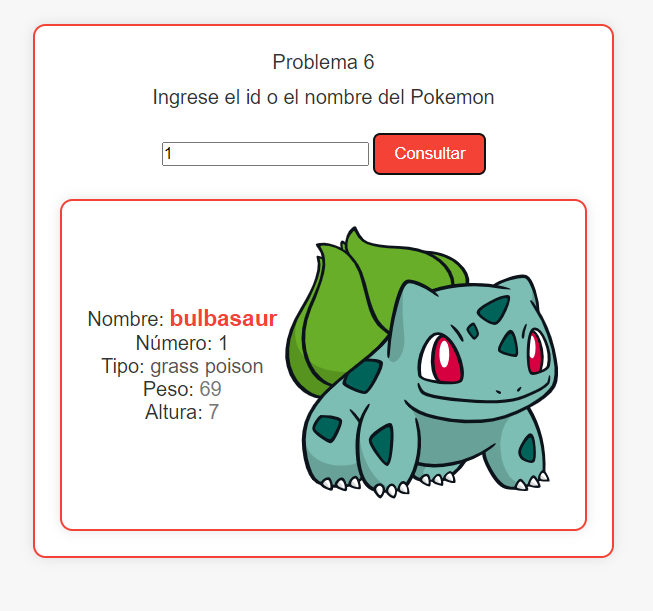 Problema 6
Ingrese el id o el nombre del Pokemon
1 Consultar
Nombre: bulbasaur
Número: 1
Tipo: grass poison
Peso: 69
Altura: 7